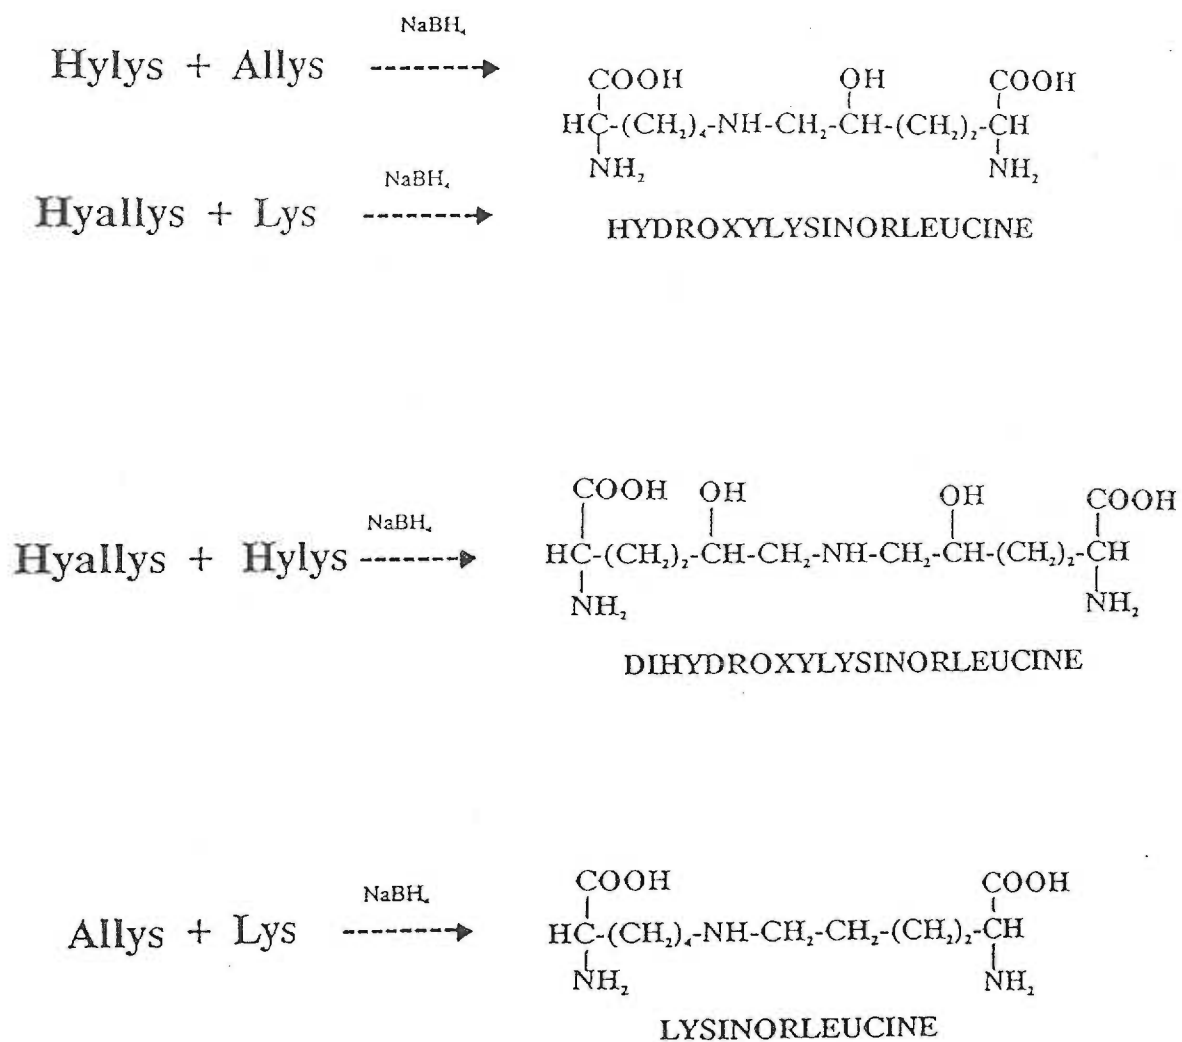 NaBH₄
Hylys + Allys
COOH OH COOH
HC-(CH₂)₄-NH-CH₂-CH-(CH₂)₂-CH
NH₂ NH₂
NaBH₄
Hyallys + Lys
HYDROXYLYSINORLEUCINE
COOH OH OH COOH
NaBH₄
Hyallys + Hylys
HC-(CH₂)₂-CH-CH₂-NH-CH₂-CH-(CH₂)₂-CH
NH₂ NH₂
DIHYDROXYLYSINORLEUCINE
COOH COOH
NaBH₄
Allys + Lys
HC-(CH₂)₄-NH-CH₂-CH₂-(CH₂)₂-CH
NH₂ NH₂
LYSINORLEUCINE